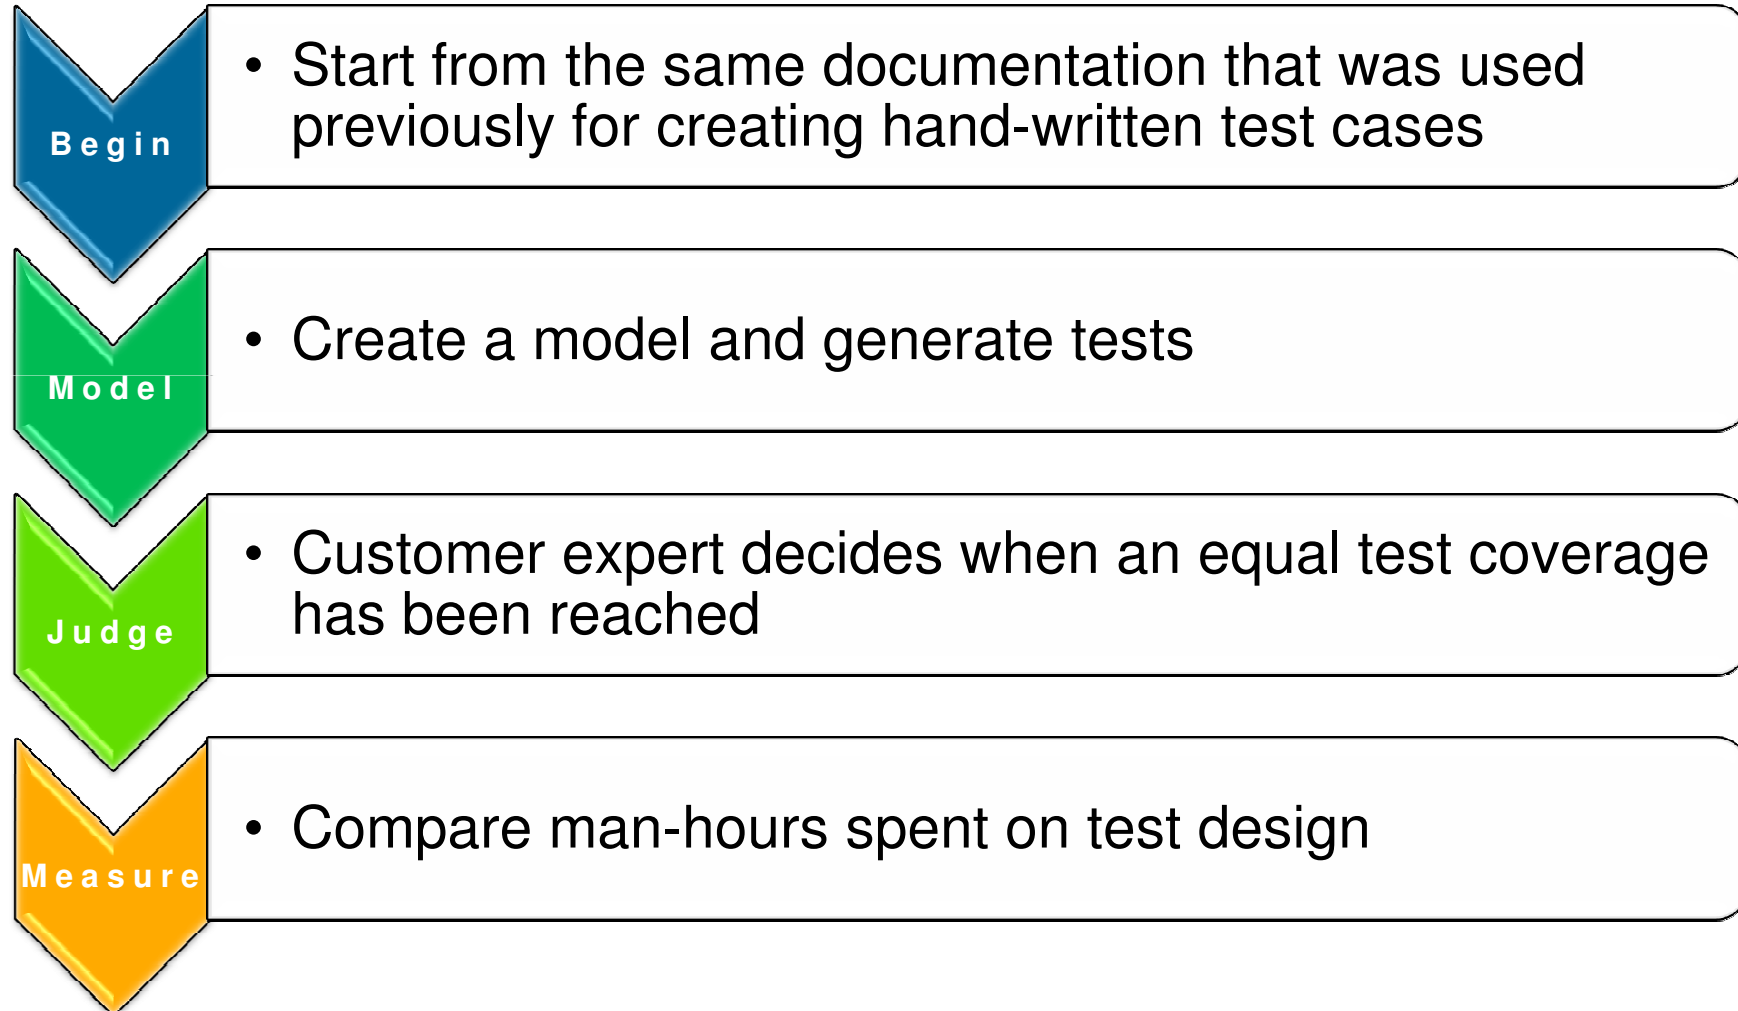 Begin
• Start from the same documentation that was used
previously for creating hand-written test cases
Model
• Create a model and generate tests
Judge
• Customer expert decides when an equal test coverage
has been reached
Measure
• Compare man-hours spent on test design